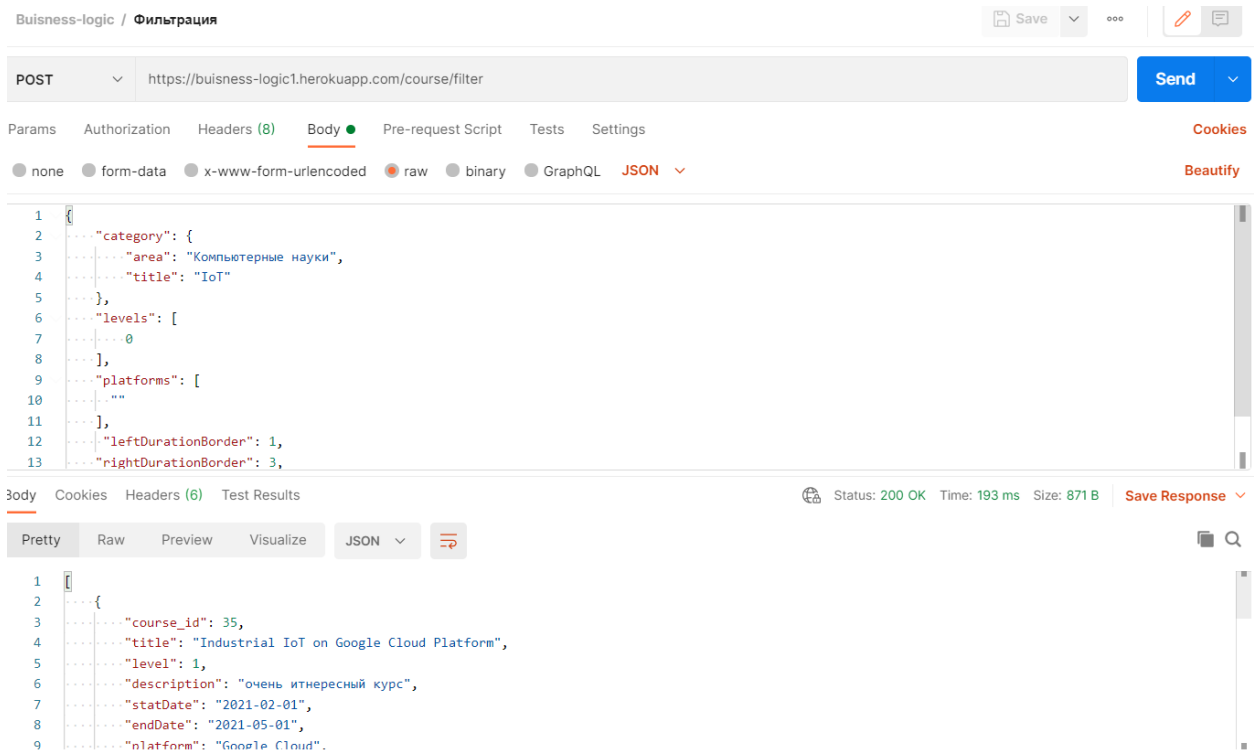 Buisness-logic / Фильтрация
Save
POST https://buisness-logic1.herokuapp.com/course/filter Send
Params Authorization Headers (8) Body Pre-request Script Tests Settings Cookies
none form-data x-www-form-urlencoded raw binary GraphQL JSON Beautify
1 {
2 "category": {
3 "area": "Компьютерные науки",
4 "title": "IoT"
5 },
6 "levels": [
7 0
8 ],
9 "platforms": [
10 ""
11 ],
12 "leftDurationBorder": 1,
13 "rightDurationBorder": 3,
Body Cookies Headers (6) Test Results Status: 200 OK Time: 193 ms Size: 871 B Save Response
Pretty Raw Preview Visualize JSON
1 [
2 {
3 "course_id": 35,
4 "title": "Industrial IoT on Google Cloud Platform",
5 "level": 1,
6 "description": "очень итнересный курс",
7 "statDate": "2021-02-01",
8 "endDate": "2021-05-01",
9 "platform": "Google Cloud",